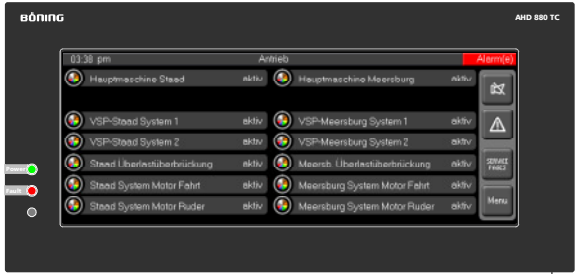 BÖNING
AHD 880 TC
03:38 pm Antrieb Alarm(e)
Hauptmaschine Staad aktiv Hauptmaschine Meersburg aktiv
VSP-Staad System 1 aktiv VSP-Meersburg System 1 aktiv
VSP-Staad System 2 aktiv VSP-Meersburg System 2 aktiv
Staad Überlastüberbrückung aktiv Meersb. Überlastüberbrückung aktiv
SERVICE PAGES
Power
Staad System Motor Fahrt aktiv Meersburg System Motor Fahrt aktiv
Fault
Staad System Motor Ruder aktiv Meersburg System Motor Ruder aktiv
Menu